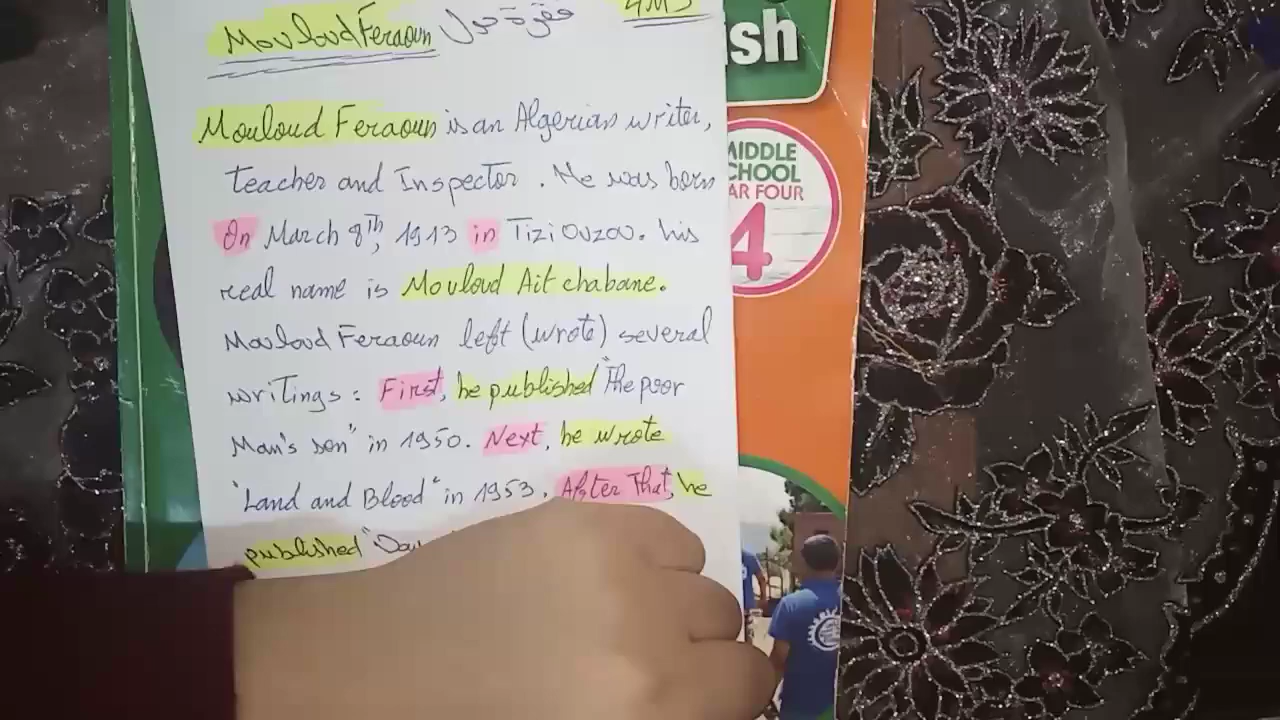 Mouloud Feraoun فقرة حول 4MS
Mouloud Feraoun is an Algerian writer,
teacher and Inspector. He was born
On March 8TH, 1913 in Tizi Ouzou. his
real name is Mouloud Ait chabane.
Mouloud Feraoun left (wrote) several
writings: First, he published "The poor
Man's son" in 1950. Next, he wrote
"Land and Blood" in 1953. After That, he
published "Day
ish
MIDDLE
SCHOOL
AR FOUR
4